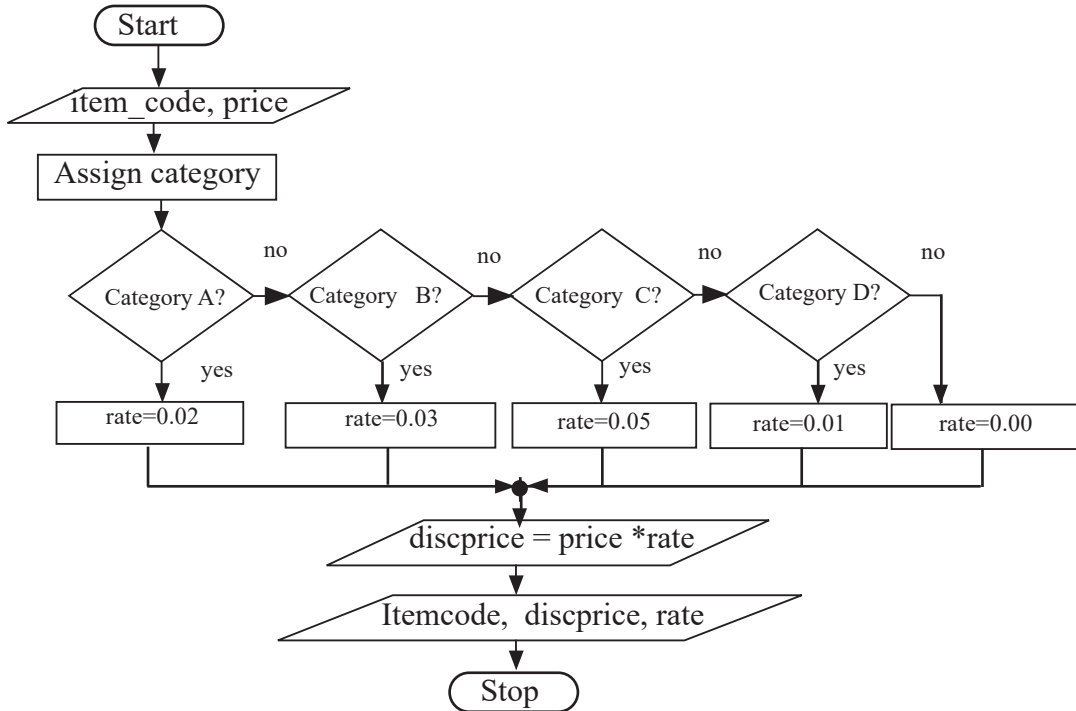 Start
item_code, price
Assign category
Category A?
no
Category B?
no
Category C?
no
Category D?
no
yes
yes
yes
yes
rate=0.02
rate=0.03
rate=0.05
rate=0.01
rate=0.00
discprice = price *rate
Itemcode, discprice, rate
Stop